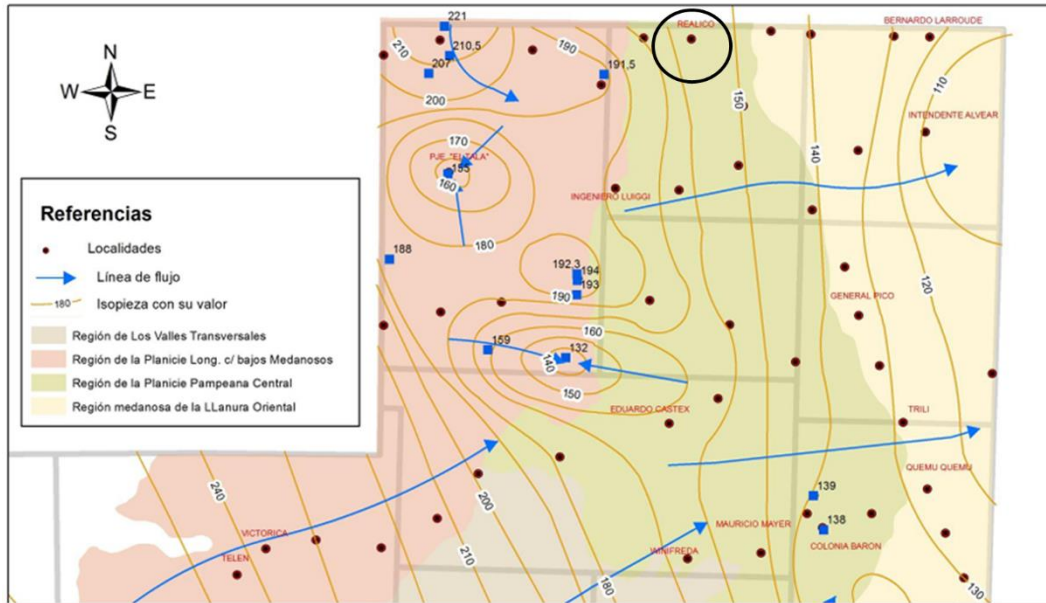 221
REALICO
BERNARDO LARROUDE
210
210,5
190
207
191,5
N
W E
S
200
110
150
INTENDENTE ALVEAR
170
140
PJE. "EL TALA"
155
160
INGENIERO LUIGGI
Referencias
Localidades
Línea de flujo
180 Isopieza con su valor
Región de Los Valles Transversales
Región de la Planicie Long. c/ bajos Medanosos
Región de la Planicie Pampeana Central
Región medanosa de la LLanura Oriental
180
188
192,3
194
193
190
120
GENERAL PICO
160
159
132
140
150
EDUARDO CASTEX
TRILI
QUEMU QUEMU
240
200
139
138
MAURICIO MAYER
VICTORICA
COLONIA BARON
TELEN
210
WINIFREDA
180
130